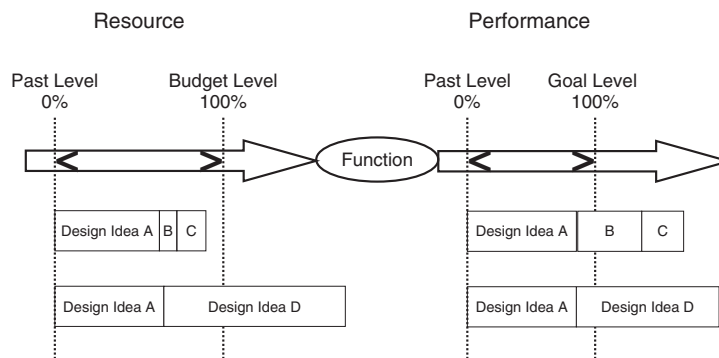 Resource Performance
Past Level Budget Level Past Level Goal Level
0% 100% 0% 100%
Function
Design Idea A B C Design Idea A B C
Design Idea A Design Idea D Design Idea A Design Idea D